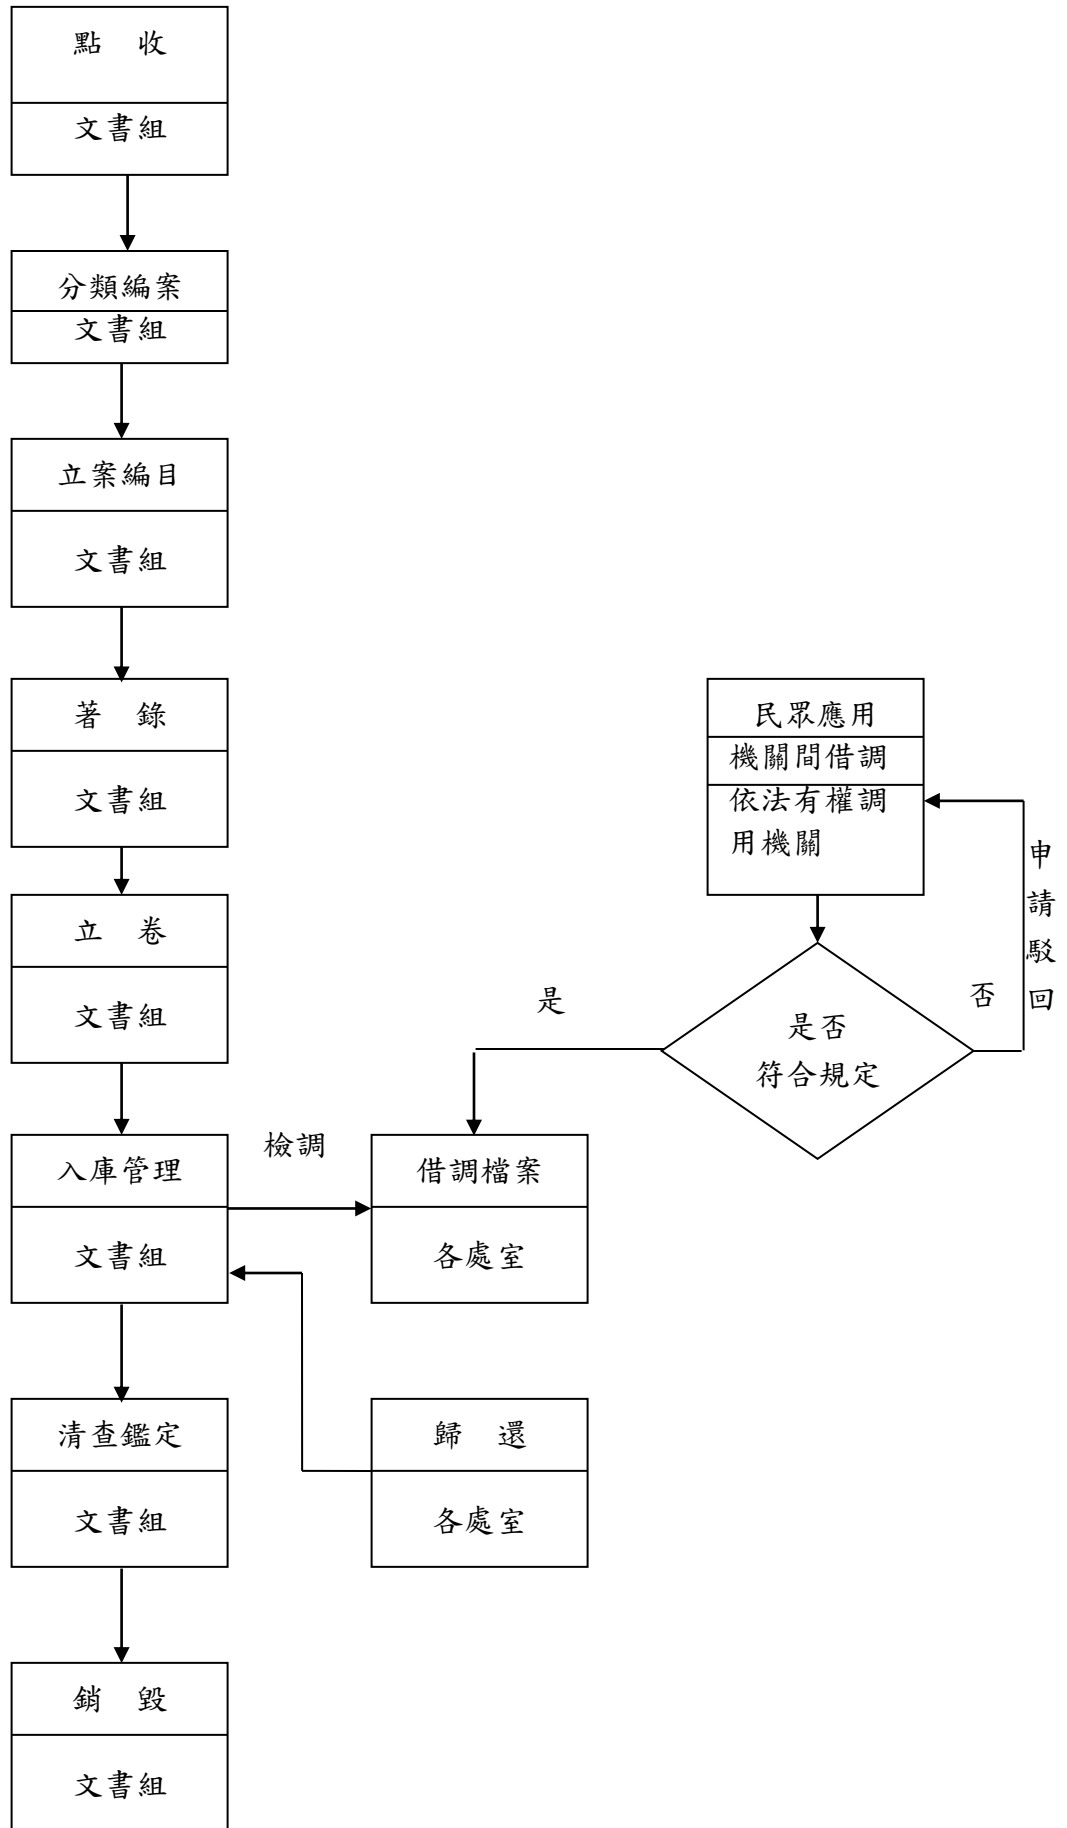 點　收
文書組
分類編案
文書組
立案編目
文書組
著　錄
文書組
立　卷
文書組
入庫管理
文書組
清查鑑定
文書組
銷　毀
文書組
檢調
借調檔案
各處室
歸　還
各處室
民眾應用
機關間借調
依法有權調
用機關
是否
符合規定
是
否
申請駁回